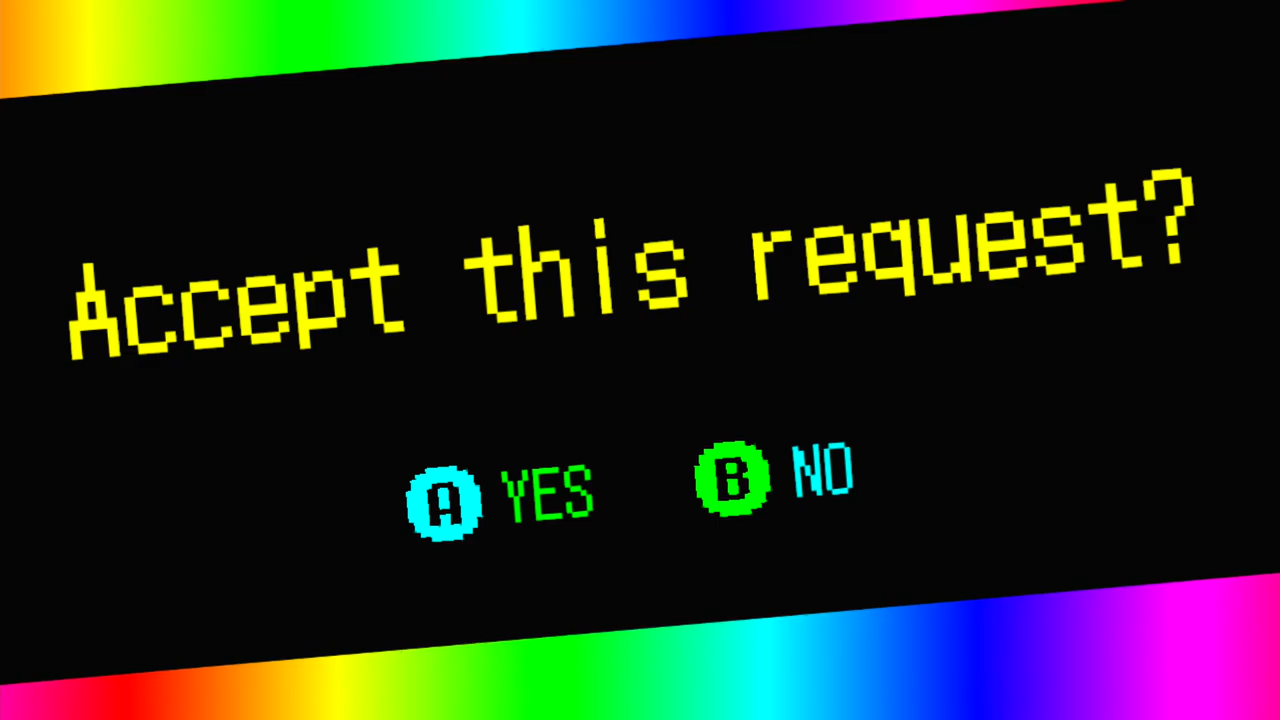 Accept this request?
A YES B NO